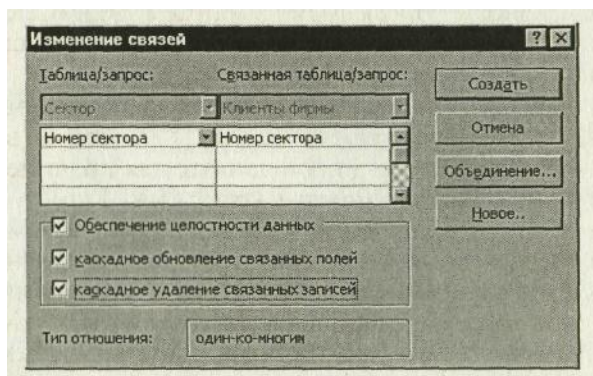 Изменение связей
Таблица/запрос: Связанная таблица/запрос:
Создать
Сектор Клиенты фирмы
Номер сектора Номер сектора
Отмена
Объединение...
Новое..
Обеспечение целостности данных
каскадное обновление связанных полей
каскадное удаление связанных записей
Тип отношения: один-ко-многим